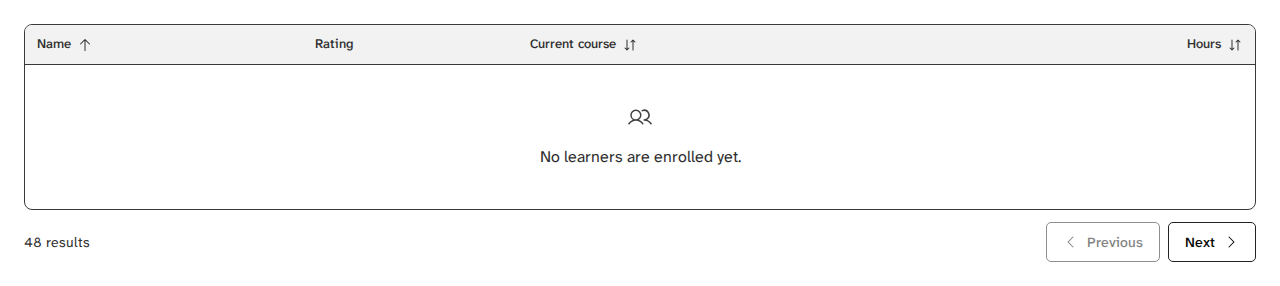 Name Rating Current course Hours
No learners are enrolled yet.
48 results Previous Next